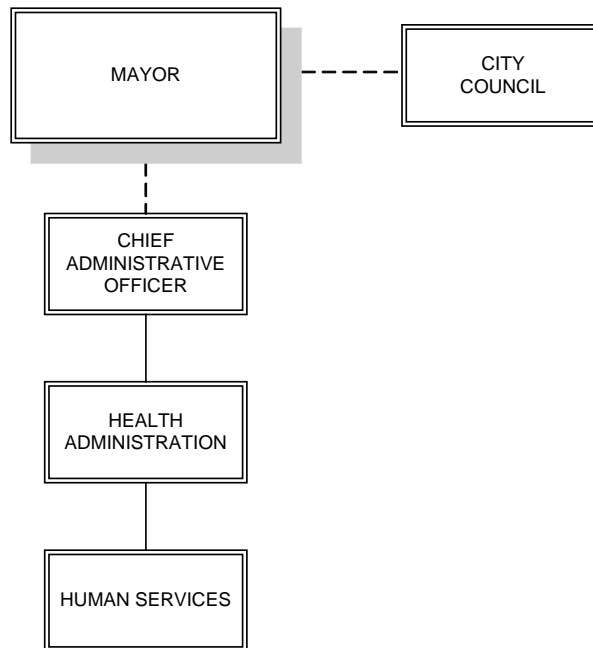 MAYOR
CITY
COUNCIL
CHIEF
ADMINISTRATIVE
OFFICER
HEALTH
ADMINISTRATION
HUMAN SERVICES